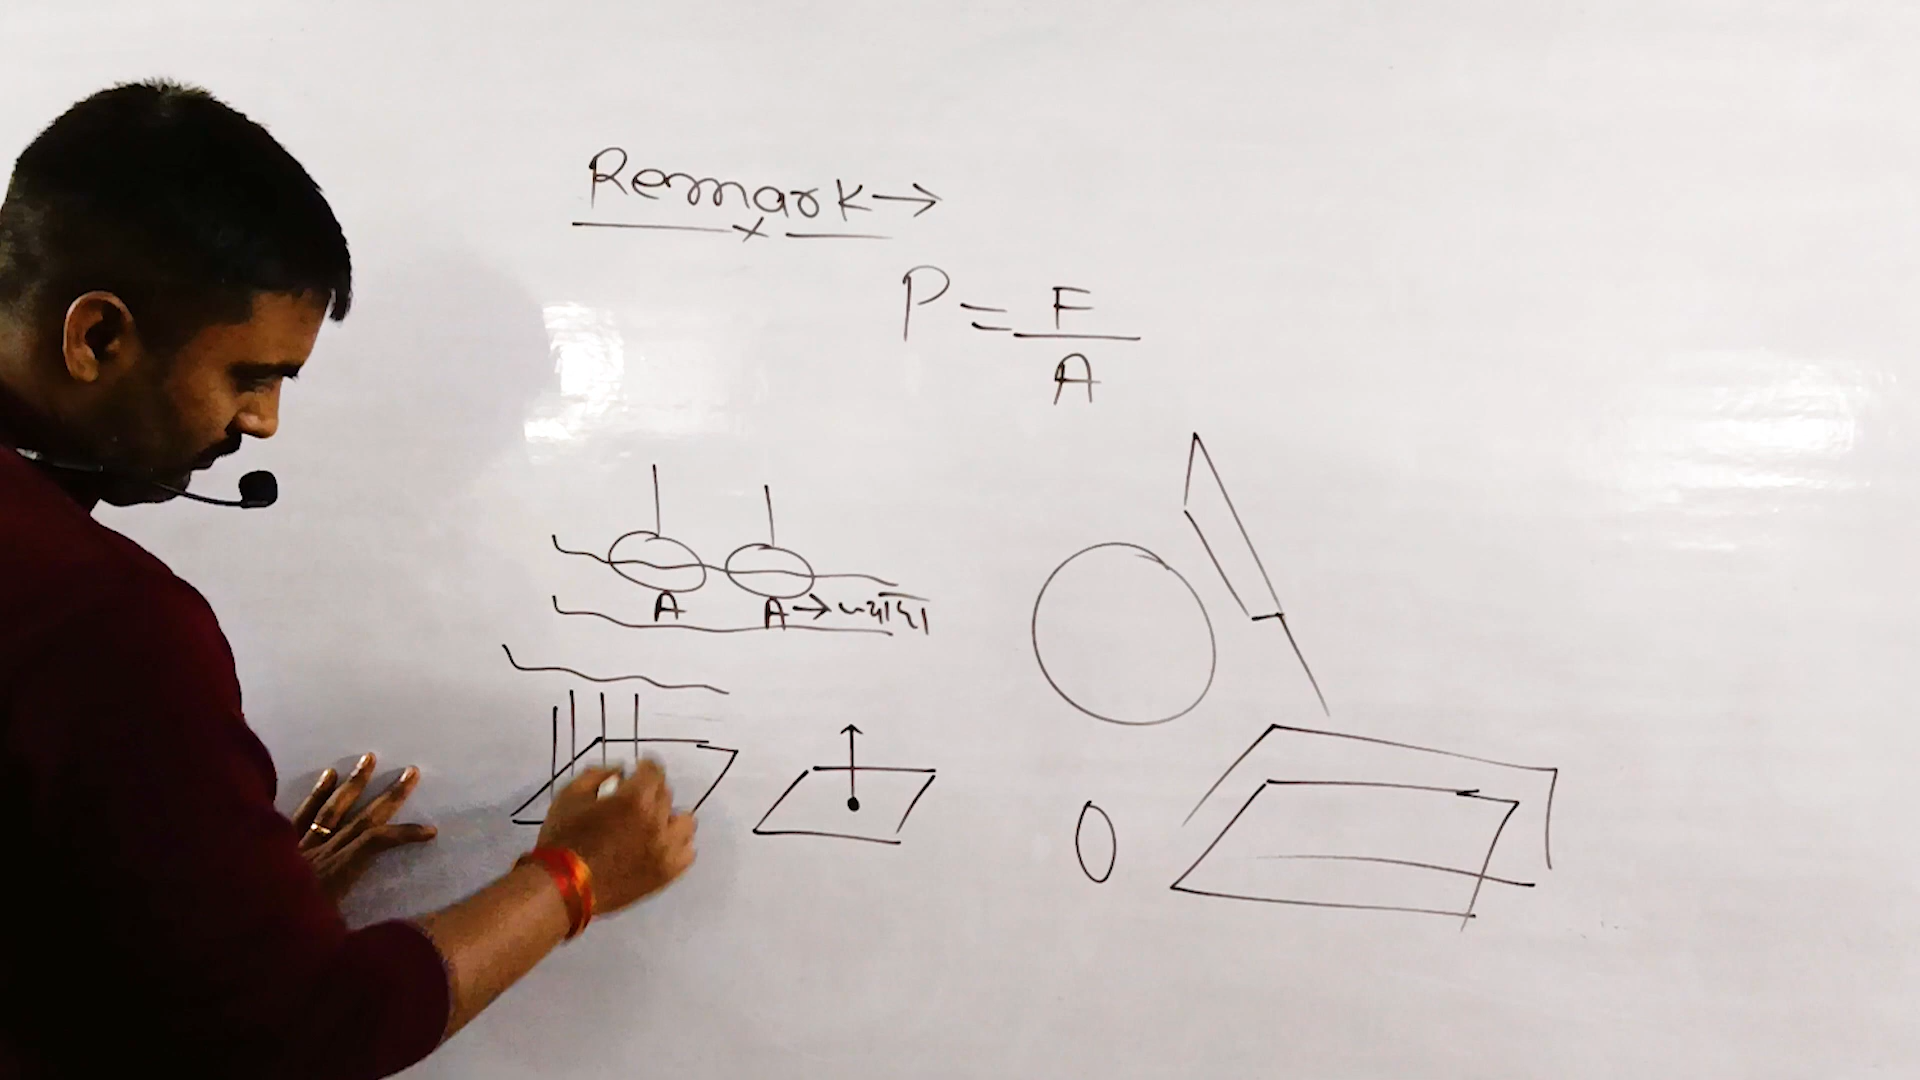 Remark →
P = F
A
A A → ज्यादा